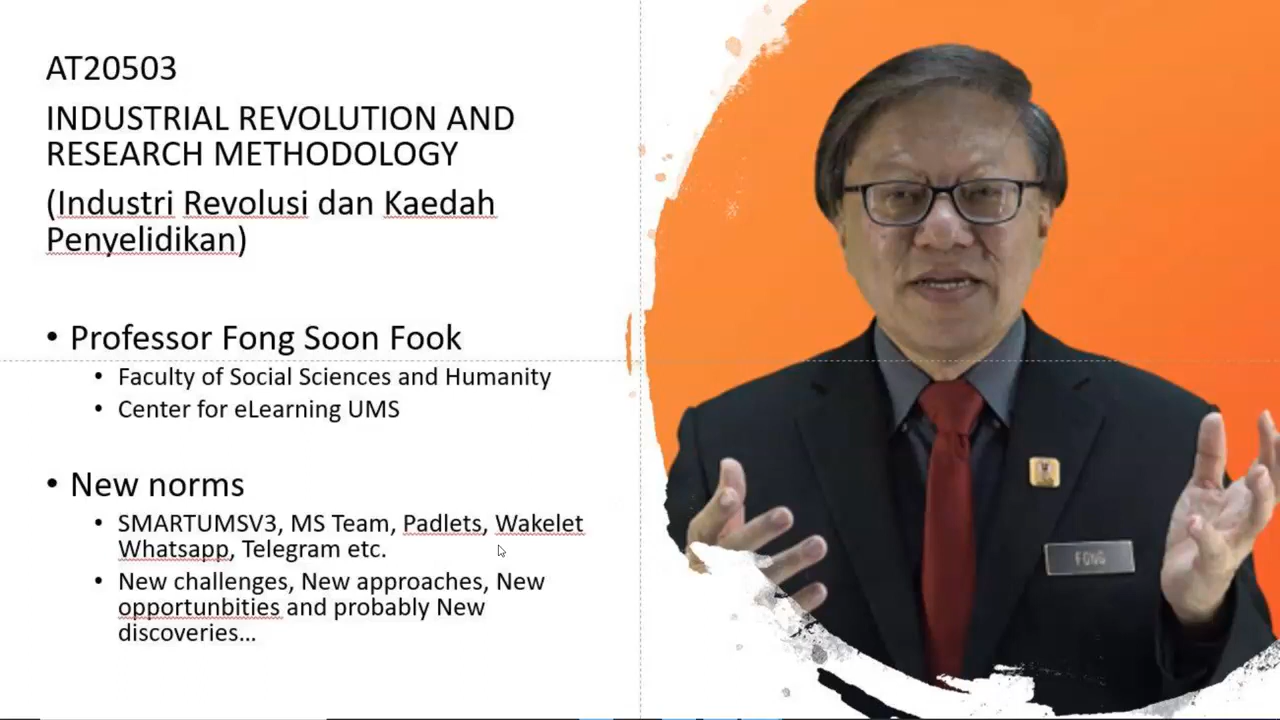 AT20503
INDUSTRIAL REVOLUTION AND
RESEARCH METHODOLOGY
(Industri Revolusi dan Kaedah
Penyelidikan)
• Professor Fong Soon Fook
• Faculty of Social Sciences and Humanity
• Center for eLearning UMS
• New norms
• SMARTUMSV3, MS Team, Padlets, Wakelet
Whatsapp, Telegram etc.
• New challenges, New approaches, New
opportunbities and probably New
discoveries...
FONG